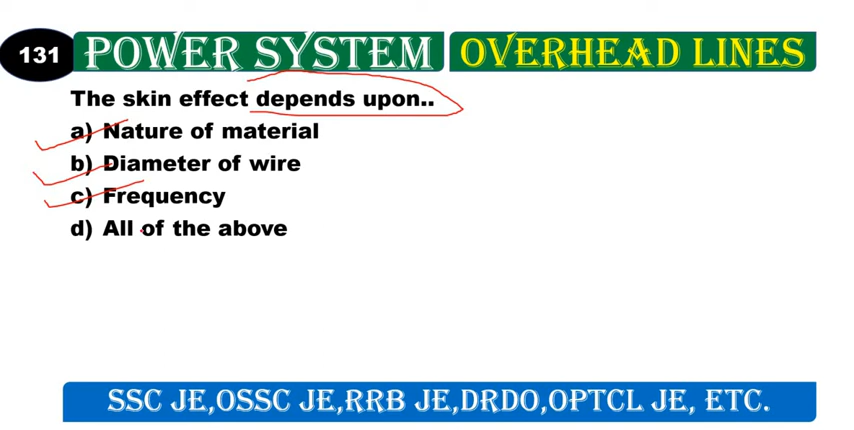 131
POWER SYSTEM
OVERHEAD LINES
The skin effect depends upon..
a) Nature of material
b) Diameter of wire
c) Frequency
d) All of the above
SSC JE,OSSC JE,RRB JE,DRDO,OPTCL JE, ETC.